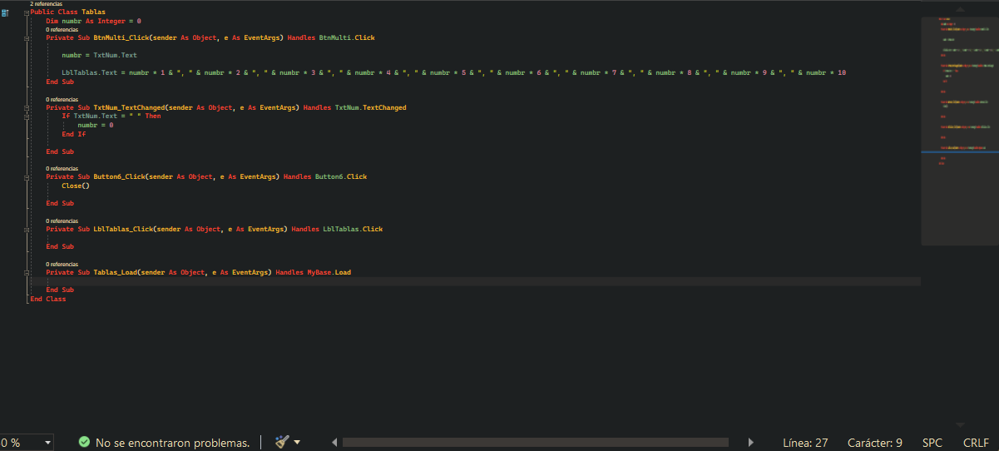 2 referencias
Public Class Tablas
Dim numbr As Integer = 0
0 referencias
Private Sub BtnMulti_Click(sender As Object, e As EventArgs) Handles BtnMulti.Click
numbr = TxtNum.Text
LblTablas.Text = numbr * 1 & ", " & numbr * 2 & ", " & numbr * 3 & ", " & numbr * 4 & ", " & numbr * 5 & ", " & numbr * 6 & ", " & numbr * 7 & ", " & numbr * 8 & ", " & numbr * 9 & ", " & numbr * 10
End Sub
0 referencias
Private Sub TxtNum_TextChanged(sender As Object, e As EventArgs) Handles TxtNum.TextChanged
If TxtNum.Text = " " Then
numbr = 0
End If
End Sub
0 referencias
Private Sub Button6_Click(sender As Object, e As EventArgs) Handles Button6.Click
Close()
End Sub
0 referencias
Private Sub LblTablas_Click(sender As Object, e As EventArgs) Handles LblTablas.Click
End Sub
0 referencias
Private Sub Tablas_Load(sender As Object, e As EventArgs) Handles MyBase.Load
End Sub
End Class
0 % No se encontraron problemas. Línea: 27 Carácter: 9 SPC CRLF